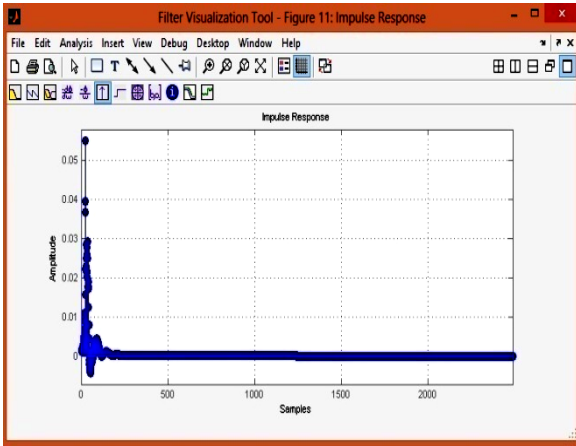 Filter Visualization Tool - Figure 11: Impulse Response
File Edit Analysis Insert View Debug Desktop Window Help
Impulse Response
Amplitude
0.05
0.04
0.03
0.02
0.01
0
0 500 1000 1500 2000
Samples